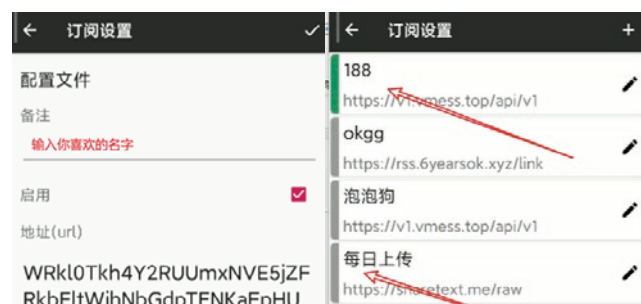 订阅设置
配置文件
备注
输入你喜欢的名字
启用
地址(url)
WRkl0Tkh4Y2RUUmxNVE5jZF
订阅设置
188
https://v1.vmess.top/api/v1
okgg
https://rss.6yearsok.xyz/link
泡泡狗
https://v1.vmess.top/api/v1
每日上传
https://sharetext.me/raw